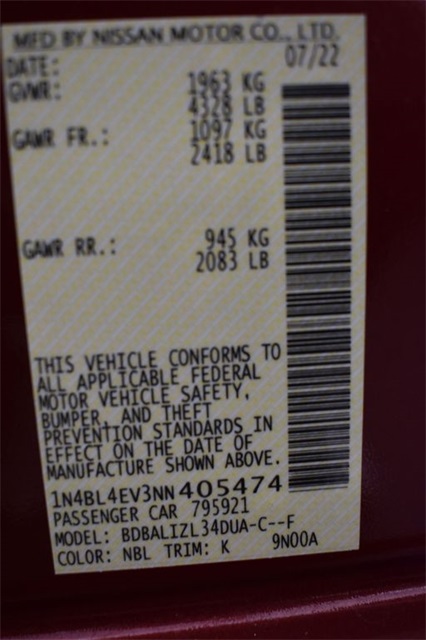 MFD BY NISSAN MOTOR CO., LTD.
DATE: 07/22
GVWR: 1963 KG
4328 LB
GAWR FR.: 1097 KG
2418 LB
GAWR RR.: 945 KG
2083 LB
THIS VEHICLE CONFORMS TO
ALL APPLICABLE FEDERAL
MOTOR VEHICLE SAFETY,
BUMPER, AND THEFT
PREVENTION STANDARDS IN
EFFECT ON THE DATE OF
MANUFACTURE SHOWN ABOVE.
1N4BL4EV3NN405474
PASSENGER CAR 795921
MODEL: BDBALIZL34DUA-C--F
COLOR: NBL TRIM: K 9N00A